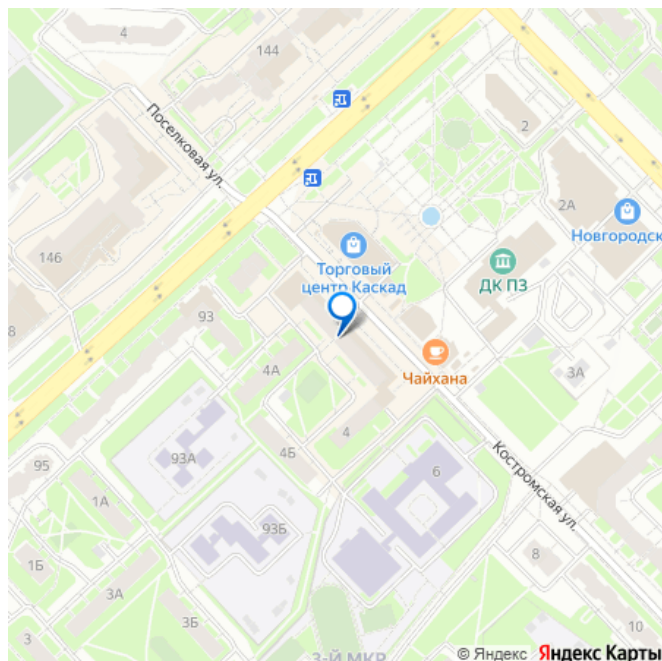 4
144
Поселковая ул.
2
2А
Новгородск
146
Торговый
центр Каскад
ДК ПЗ
93
8
4А
Чайхана
3А
4Б
4
95
93А
6
Костромская ул.
1А
93Б
8
1Б
3А
3Б
10
3
3-й МКР
© Яндекс Яндекс Карты